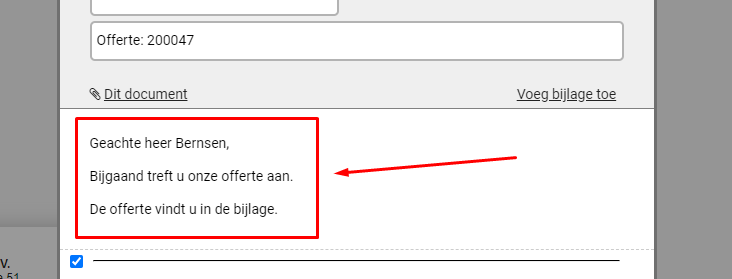 Offerte: 200047
Dit document
Voeg bijlage toe
Geachte heer Bernsen,
Bijgaand treft u onze offerte aan.
De offerte vindt u in de bijlage.
V.
51